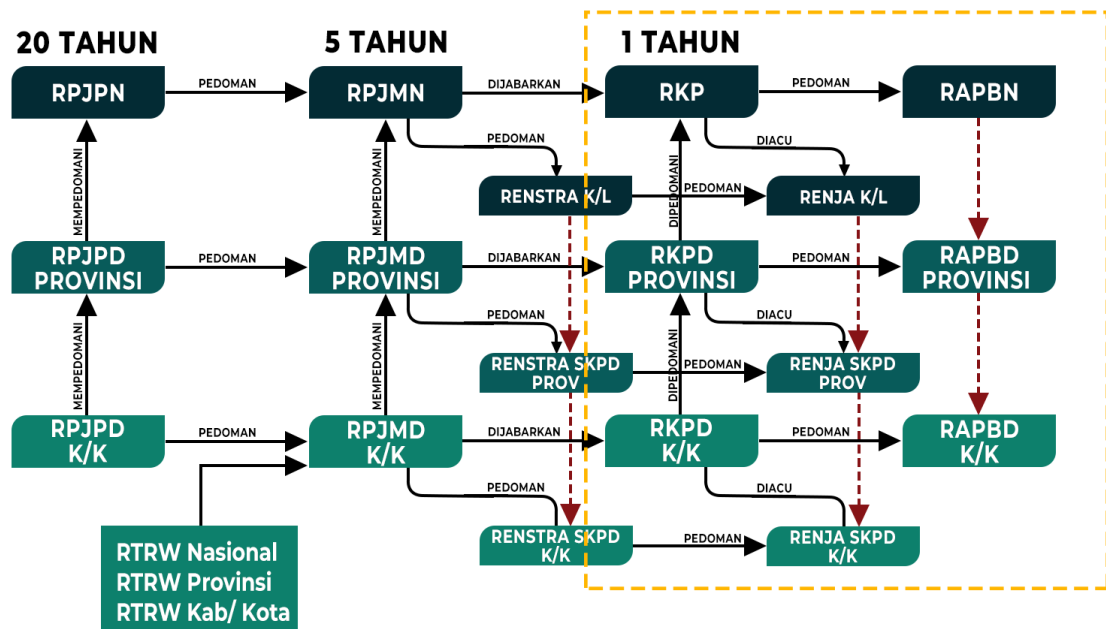 20 TAHUN
5 TAHUN
1 TAHUN
RPJPN
PEDOMAN
RPJMN
DIJABARKAN
RKP
PEDOMAN
RAPBN
PEDOMAN
DIACU
MEMPEDOMANI
MEMPEDOMANI
DIPEDOMANI
RENSTRA K/L
PEDOMAN
RENJA K/L
RPJPD
PROVINSI
PEDOMAN
RPJMD
PROVINSI
DIJABARKAN
RKPD
PROVINSI
PEDOMAN
RAPBD
PROVINSI
PEDOMAN
DIACU
MEMPEDOMANI
MEMPEDOMANI
DIPEDOMANI
RENSTRA SKPD
PROV
PEDOMAN
RENJA SKPD
PROV
RPJPD
K/K
PEDOMAN
RPJMD
K/K
DIJABARKAN
RKPD
K/K
PEDOMAN
RAPBD
K/K
PEDOMAN
DIACU
RENSTRA SKPD
K/K
PEDOMAN
RENJA SKPD
K/K
RTRW Nasional
RTRW Provinsi
RTRW Kab/ Kota